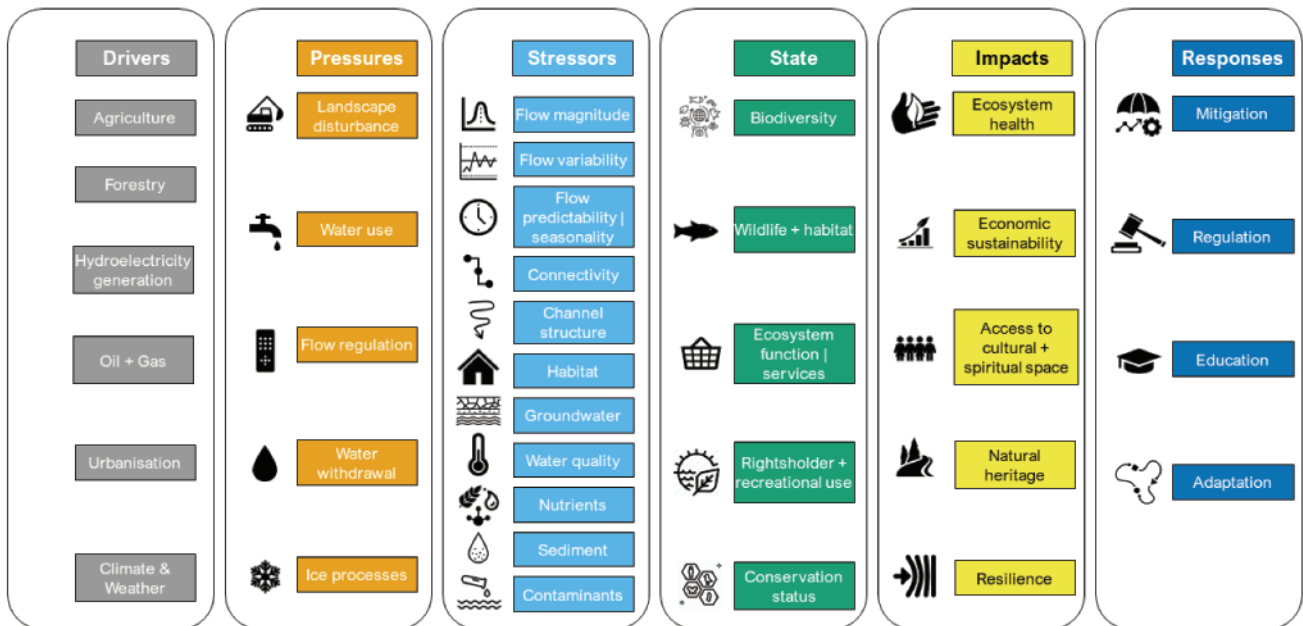 Drivers
Agriculture
Forestry
Hydroelectricity
generation
Oil + Gas
Urbanisation
Climate &
Weather
Pressures
Landscape
disturbance
Water use
Flow regulation
Water
withdrawal
Ice processes
Stressors
Flow magnitude
Flow variability
Flow
predictability |
seasonality
Connectivity
Channel
structure
Habitat
Groundwater
Water quality
Nutrients
Sediment
Contaminants
State
Biodiversity
Wildlife + habitat
Ecosystem
function |
services
Rightsholder +
recreational use
Conservation
status
Impacts
Ecosystem
health
Economic
sustainability
Access to
cultural +
spiritual space
Natural
heritage
Resilience
Responses
Mitigation
Regulation
Education
Adaptation